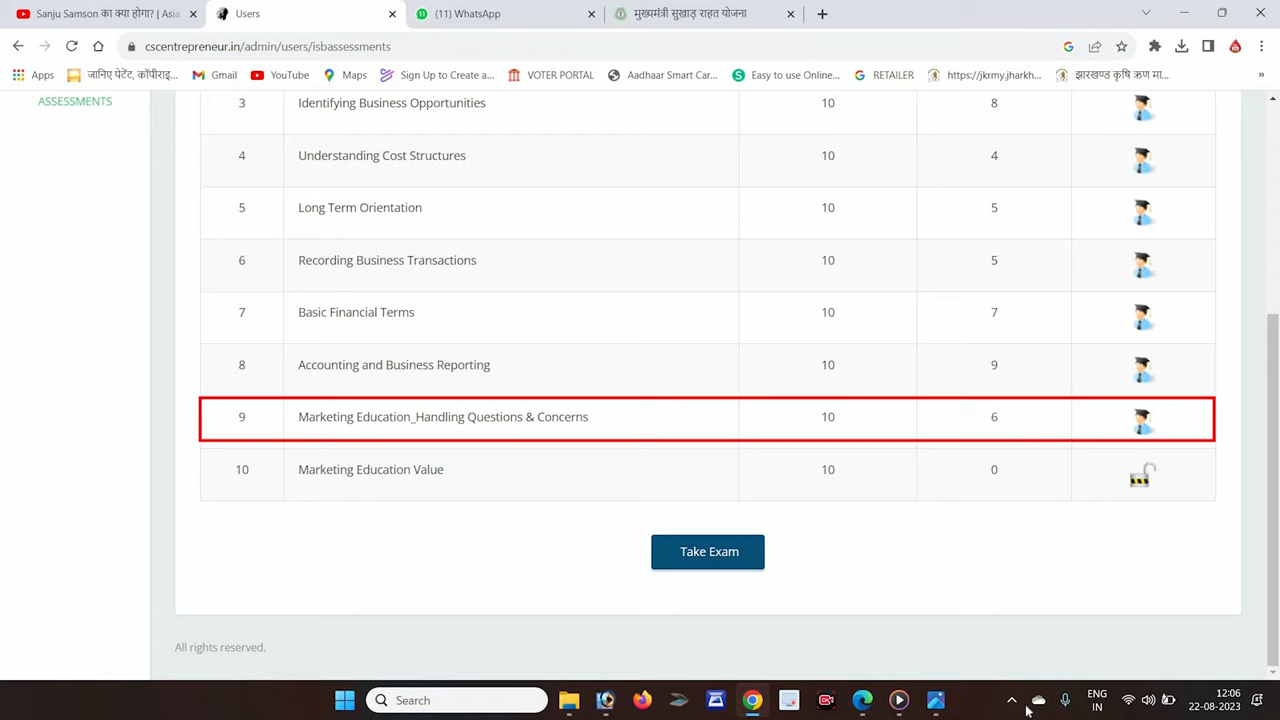 Sanju Samson का क्या होगा? | Asia
Users
(11) WhatsApp
मुख्यमंत्री सुखाड़ राहत योजना
cscentrepreneur.in/admin/users/isbassessments
Apps
जानिए पेटेंट, कॉपीराइ...
Gmail
YouTube
Maps
Sign Up to Create a...
VOTER PORTAL
Aadhaar Smart Car...
Easy to use Online...
RETAILER
https://jkrmy.jharkh...
झारखण्ड कृषि ऋण मा...
»
ASSESSMENTS
3 Identifying Business Opportunities 10 8
4 Understanding Cost Structures 10 4
5 Long Term Orientation 10 5
6 Recording Business Transactions 10 5
7 Basic Financial Terms 10 7
8 Accounting and Business Reporting 10 9
9 Marketing Education_Handling Questions & Concerns 10 6
10 Marketing Education Value 10 0
Take Exam
All rights reserved.
Search
ENG
IN
12:06
22-08-2023